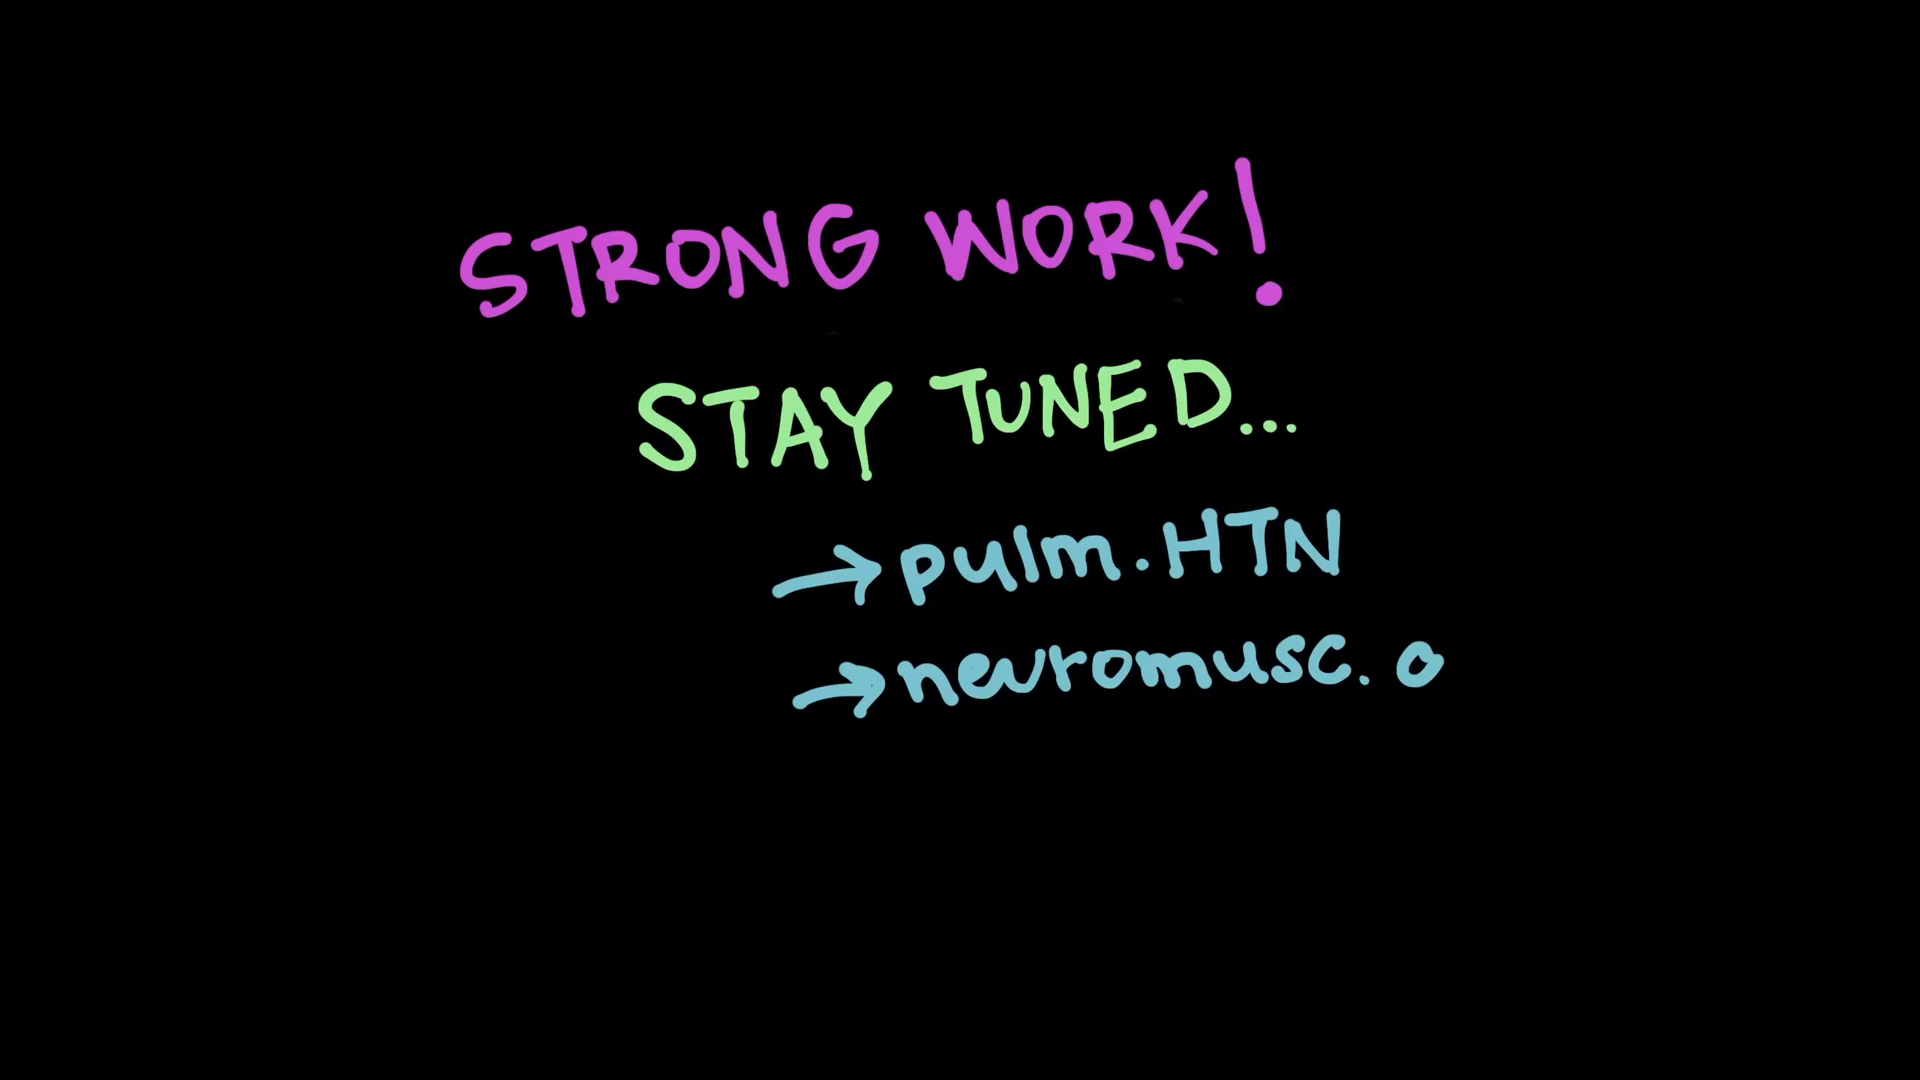 STRONG WORK!
STAY TUNED...
→ pulm. HTN
→ neuromusc. o